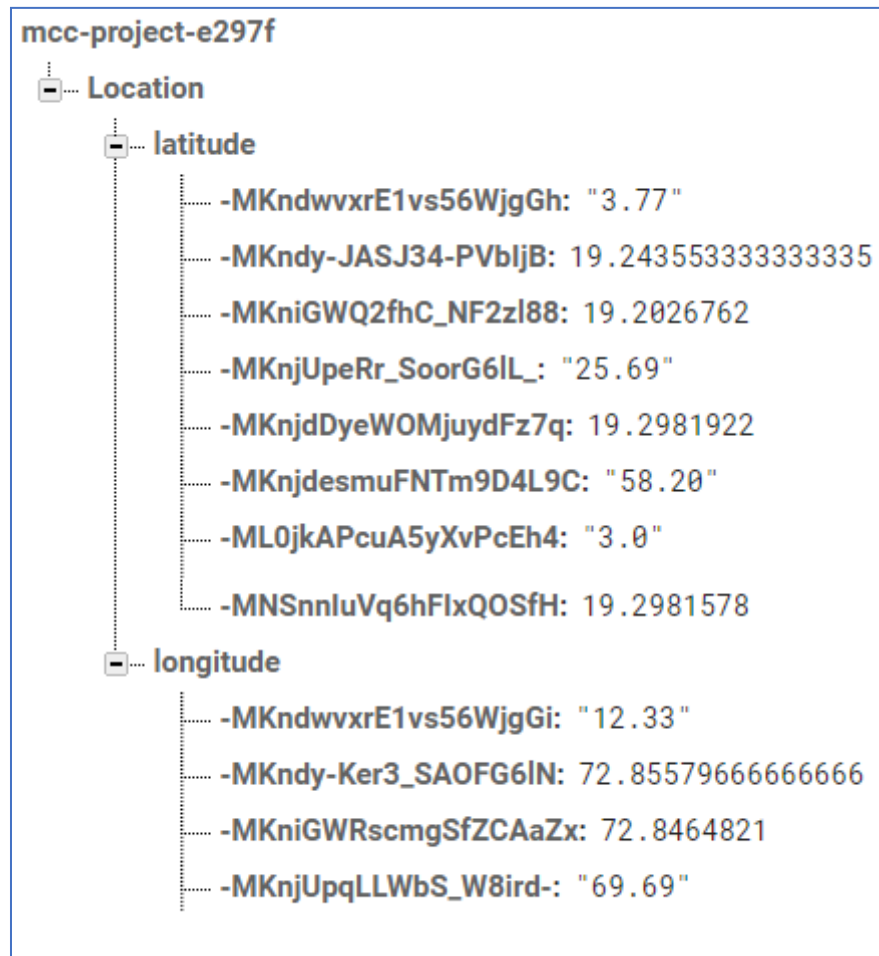 mcc-project-e297f
Location
latitude
-MKndwvxrE1vs56WjgGh: "3.77"
-MKndy-JASJ34-PVbIjB: 19.243553333333335
-MKniGWQ2fhC_NF2zl88: 19.2026762
-MKnjUpeRr_SoorG6lL_: "25.69"
-MKnjdDyeWOMjuydFz7q: 19.2981922
-MKnjdesmuFNTm9D4L9C: "58.20"
-ML0jkAPcuA5yXvPcEh4: "3.0"
-MNSnnluVq6hFIxQOSfH: 19.2981578
longitude
-MKndwvxrE1vs56WjgGi: "12.33"
-MKndy-Ker3_SAOFG6lN: 72.85579666666666
-MKniGWRscmgSfZCAaZx: 72.8464821
-MKnjUpqLLWbS_W8ird-: "69.69"